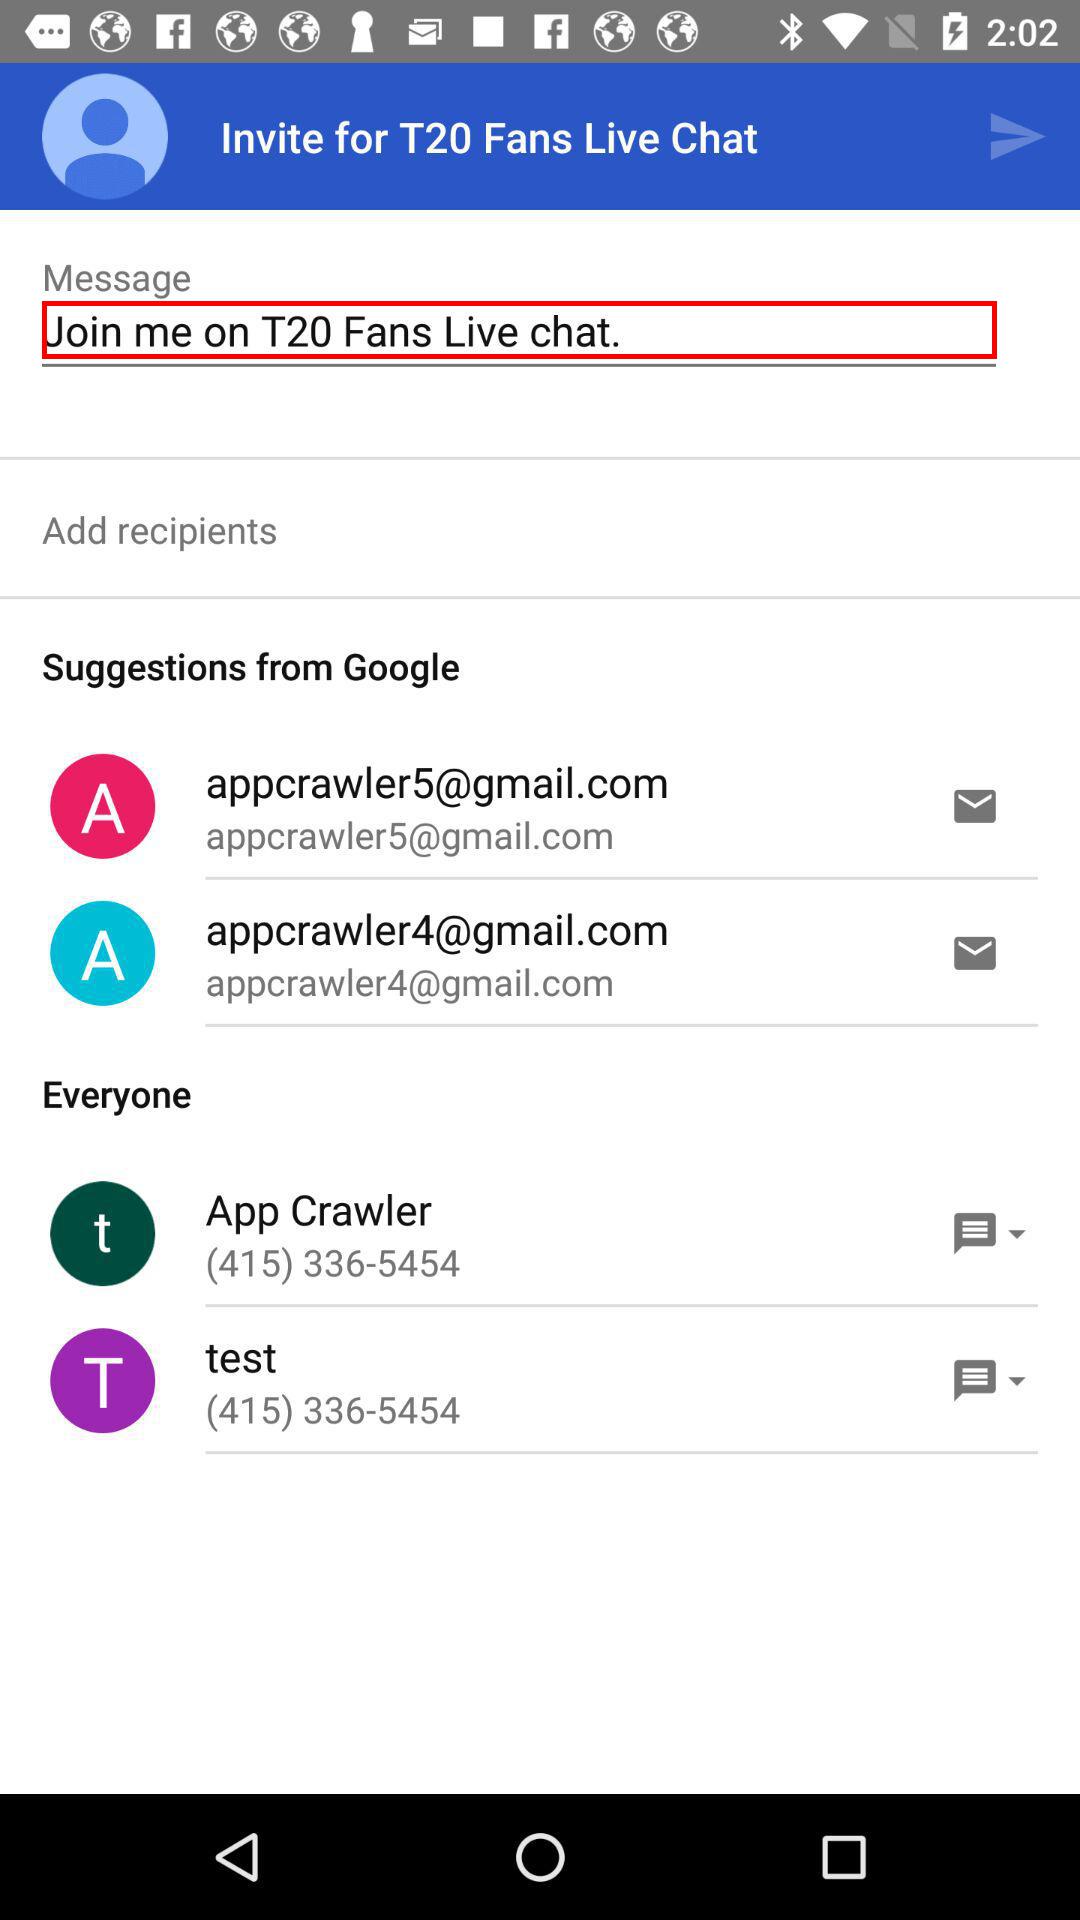 2:02
Invite for T20 Fans Live Chat
Message
Join me on T20 Fans Live chat.
Add recipients
Suggestions from Google
A
appcrawler5@gmail.com
appcrawler5@gmail.com
A
appcrawler4@gmail.com
appcrawler4@gmail.com
Everyone
t
App Crawler
(415) 336-5454
T
test
(415) 336-5454